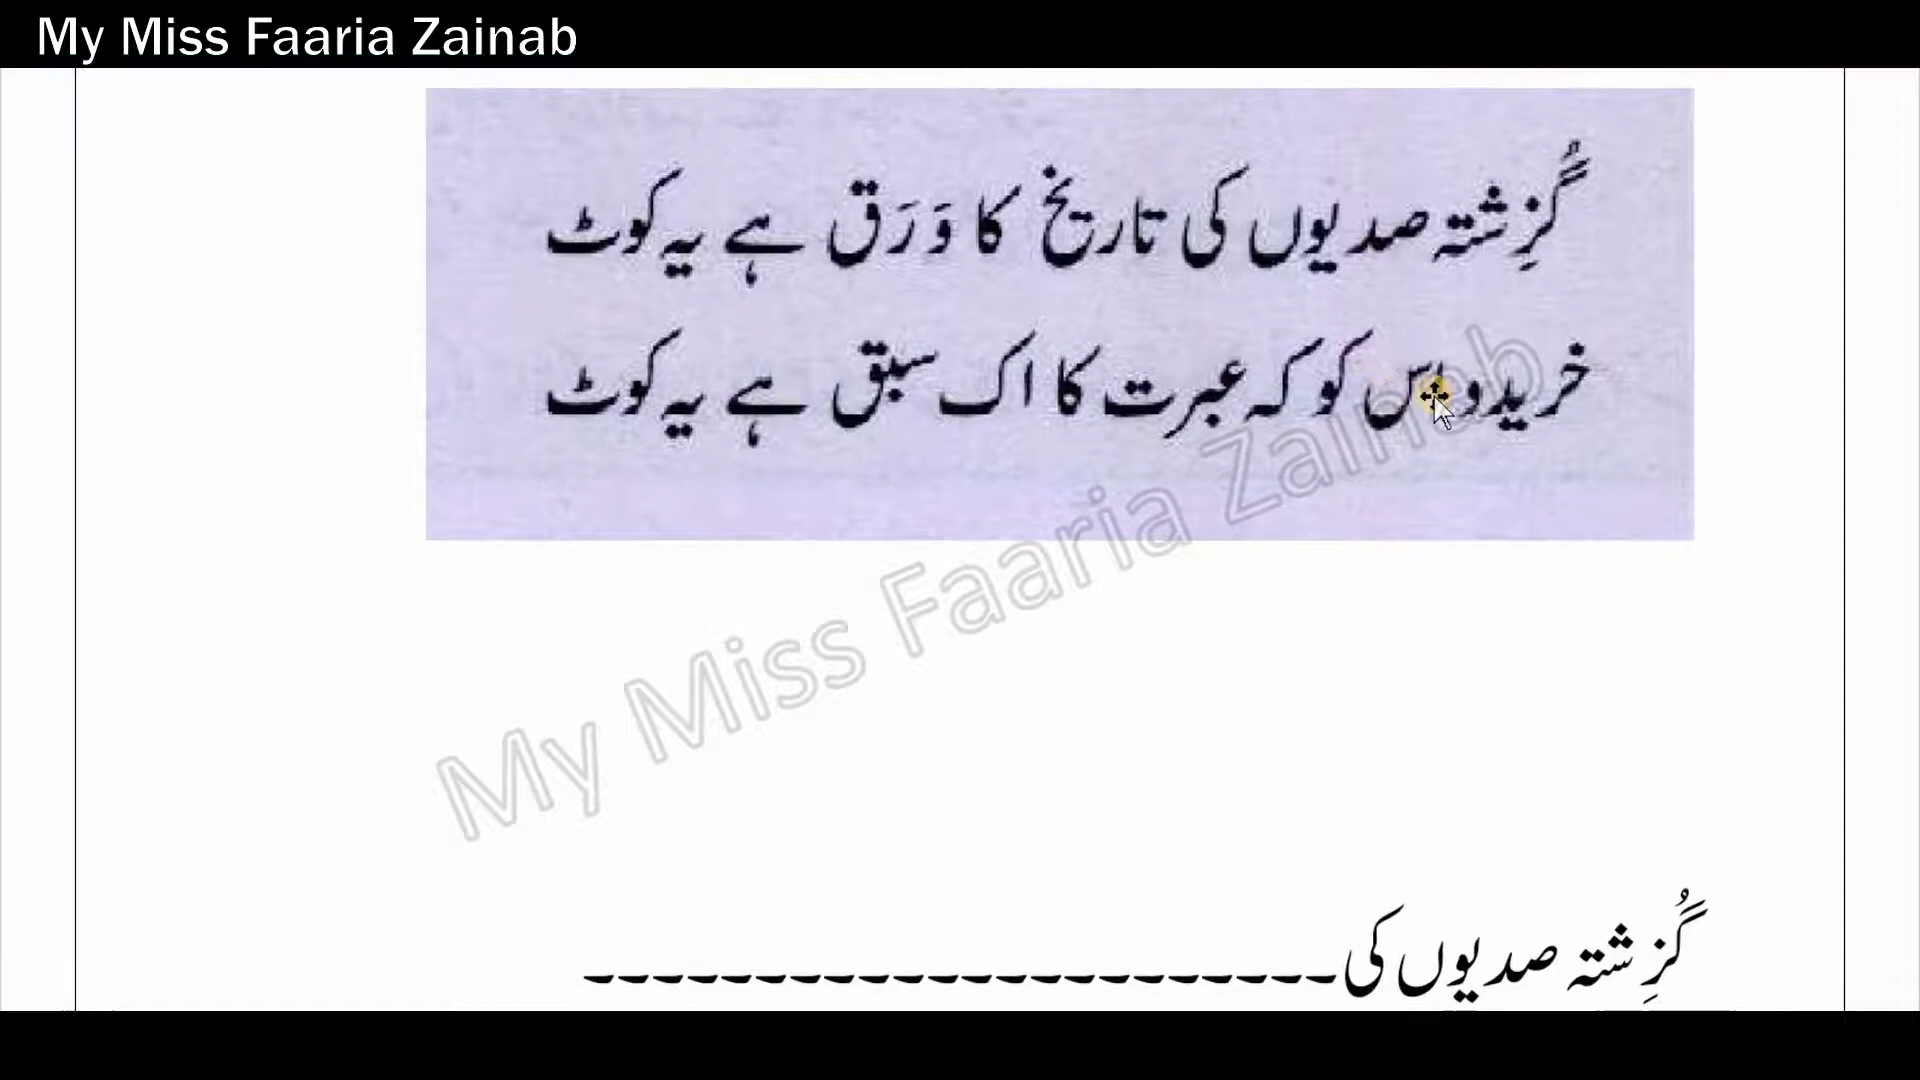 My Miss Faaria Zainab
گُزِشتہ صدیوں کی تاریخ کا وَرَق ہے یہ کوٹ
خریدو اس کو کہ عبرت کا اک سبق ہے یہ کوٹ
My Miss Faaria Zainab
گُزِشتہ صدیوں کی۔۔۔۔۔۔۔۔۔۔۔۔۔۔۔۔۔۔۔۔۔۔